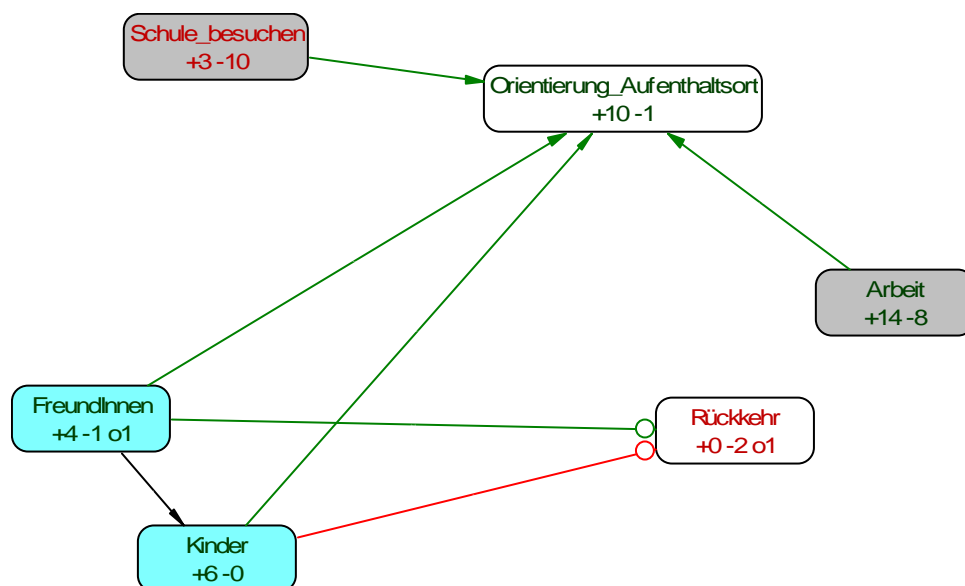 Schule_besuchen
+3 -10
Orientierung_Aufenthaltsort
+10 -1
Arbeit
+14 -8
FreundInnen
+4 -1 o1
Rückkehr
+0 -2 o1
Kinder
+6 -0